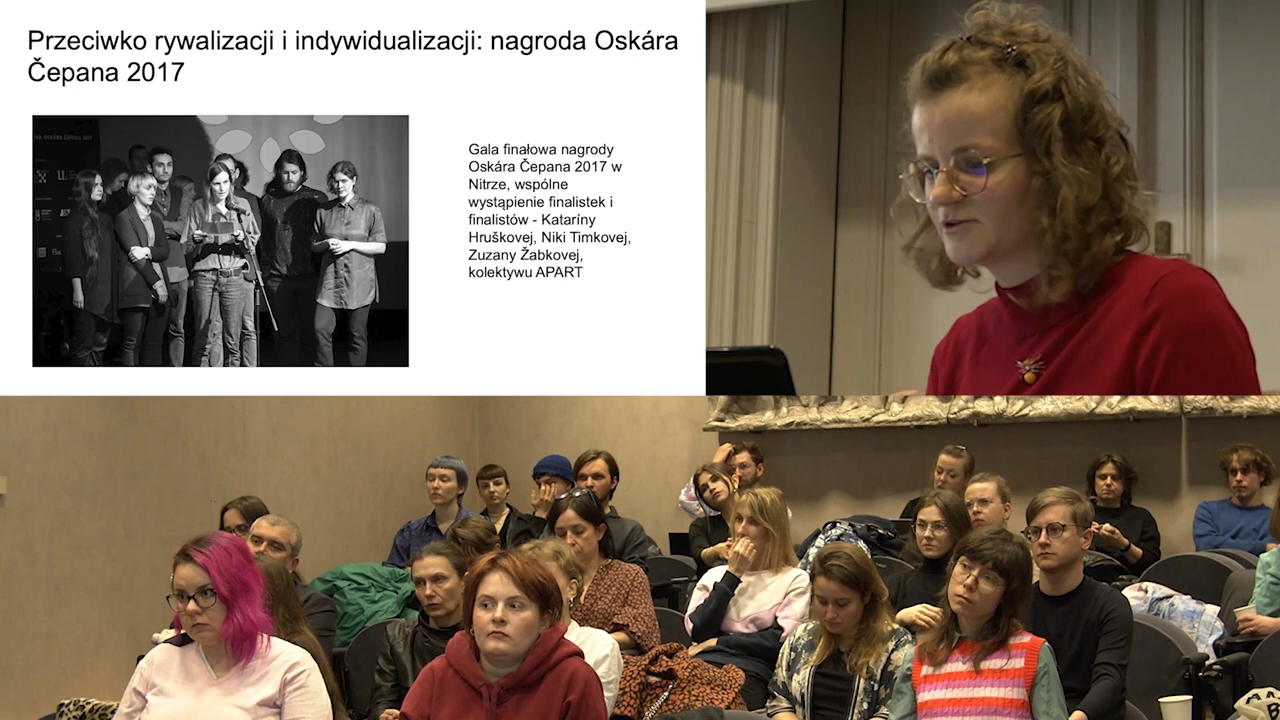 Przeciwko rywalizacji i indywidualizacji: nagroda Oskára
Čepana 2017
Gala finałowa nagrody
Oskára Čepana 2017 w
Nitrze, wspólne
wystąpienie finalistek i
finalistów - Kataríny
Hruškovej, Niki Timkovej,
Zuzany Žabkovej,
kolektywu APART